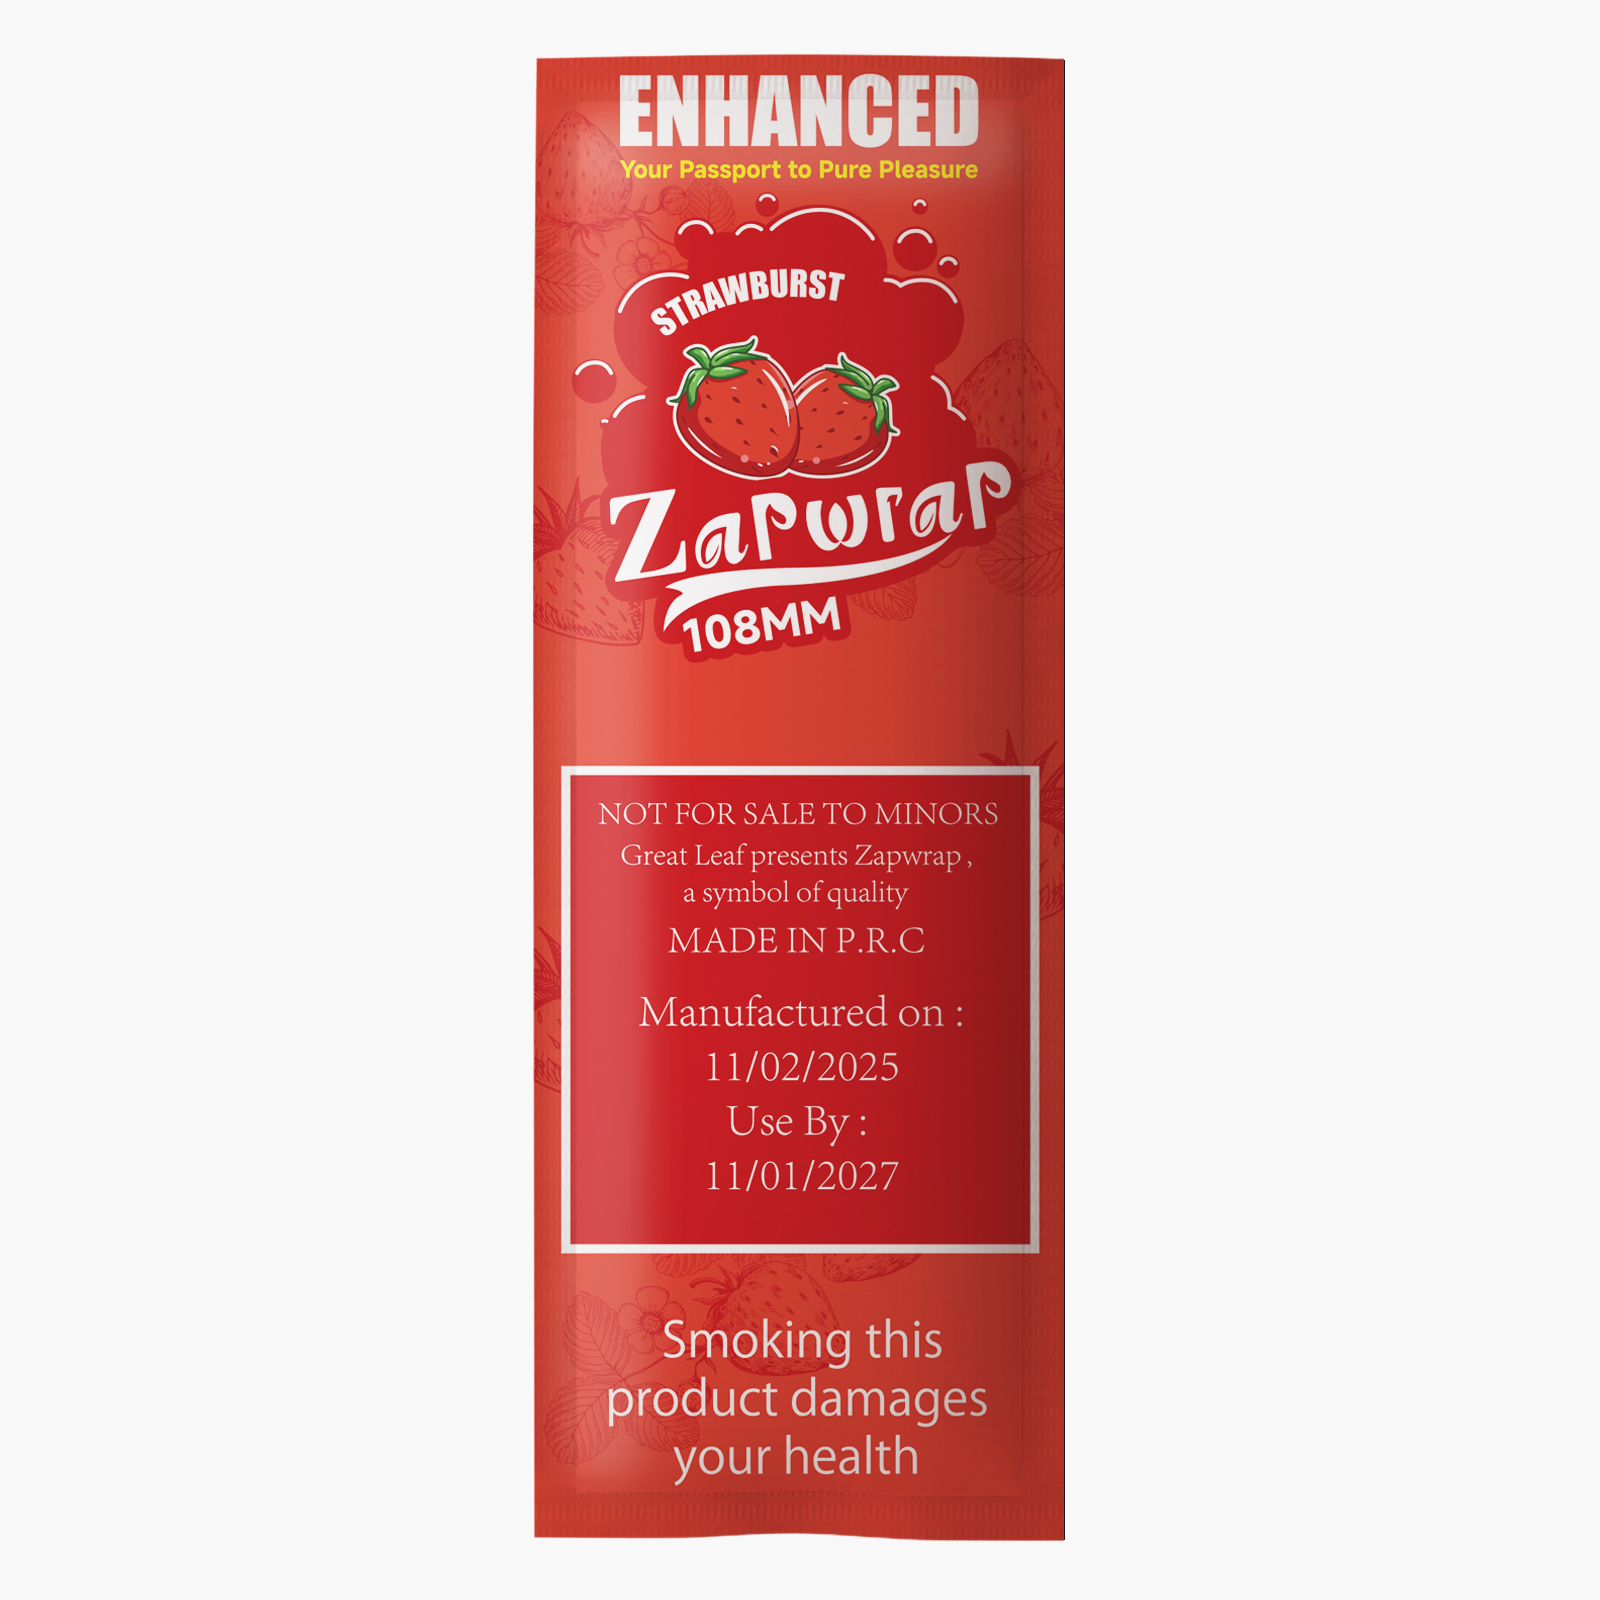 ENHANCED
Your Passport to Pure Pleasure
STRAWBURST
Zapwrap
108MM
NOT FOR SALE TO MINORS
Great Leaf presents Zapwrap ,
a symbol of quality
MADE IN P.R.C
Manufactured on :
11/02/2025
Use By :
11/01/2027
Smoking this
product damages
your health